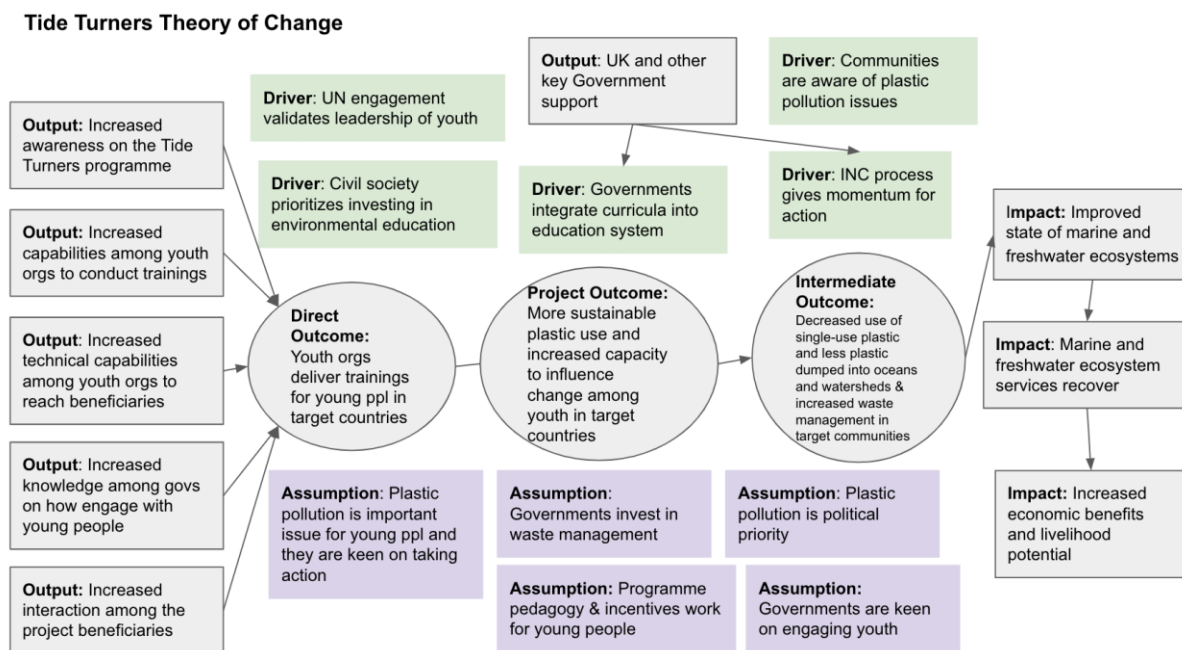 Tide Turners Theory of Change
Output: Increased
awareness on the Tide
Turners programme
Output: Increased
capabilities among youth
orgs to conduct trainings
Output: Increased
technical capabilities
among youth orgs to
reach beneficiaries
Output: Increased
knowledge among govs
on how engage with
young people
Output: Increased
interaction among the
project beneficiaries
Driver: UN engagement
validates leadership of youth
Driver: Civil society
prioritizes investing in
environmental education
Output: UK and other
key Government
support
Driver: Governments
integrate curricula into
education system
Driver: Communities
are aware of plastic
pollution issues
Driver: INC process
gives momentum for
action
Direct
Outcome:
Youth orgs
deliver trainings
for young ppl in
target countries
Project Outcome:
More sustainable
plastic use and
increased capacity
to influence
change among
youth in target
countries
Intermediate
Outcome:
Decreased use of
single-use plastic
and less plastic
dumped into oceans
and watersheds &
increased waste
management in
target communities
Assumption: Plastic
pollution is important
issue for young ppl and
they are keen on taking
action
Assumption:
Governments invest in
waste management
Assumption: Programme
pedagogy & incentives work
for young people
Assumption: Plastic
pollution is political
priority
Assumption:
Governments are keen
on engaging youth
Impact: Improved
state of marine and
freshwater ecosystems
Impact: Marine and
freshwater ecosystem
services recover
Impact: Increased
economic benefits
and livelihood
potential